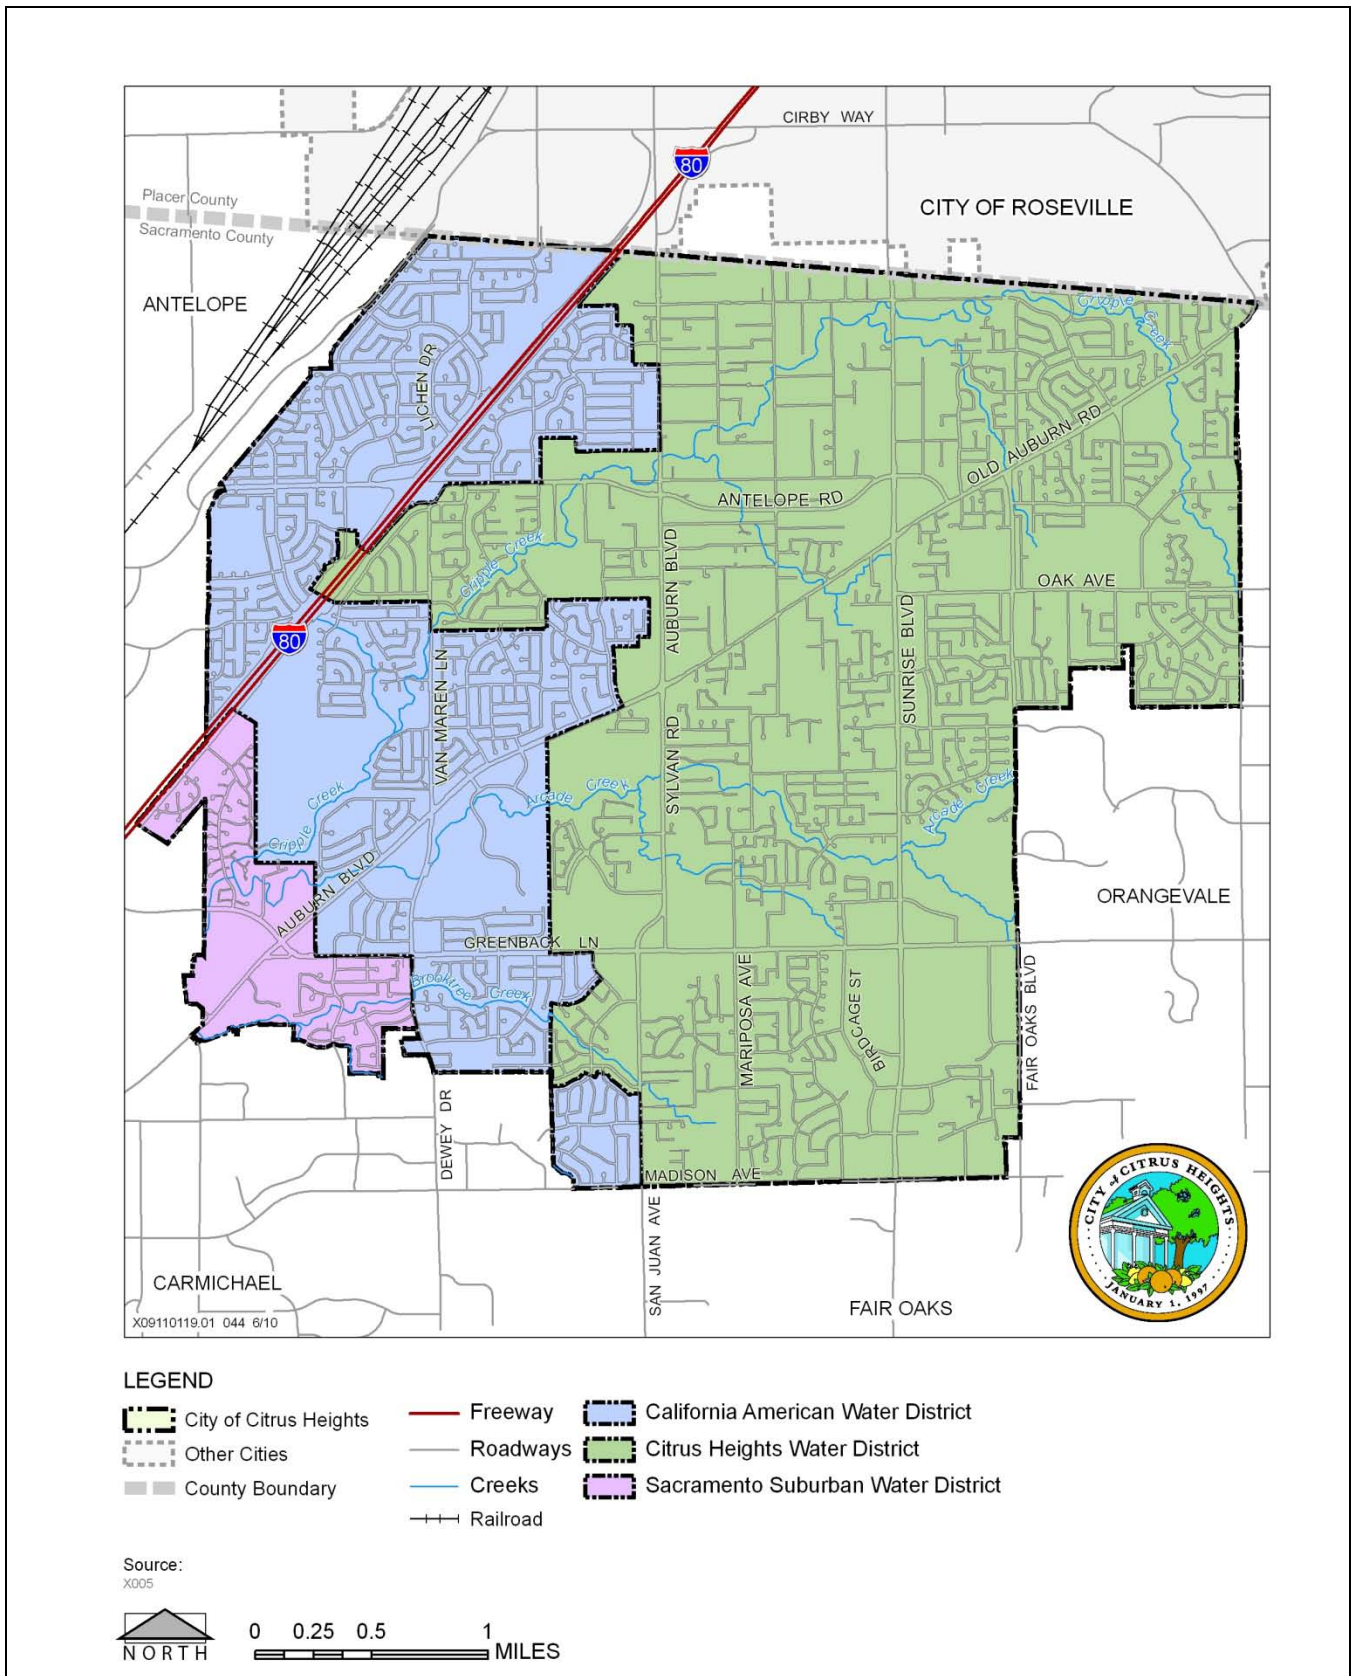 CIRBY WAY
80
Placer County
CITY OF ROSEVILLE
Sacramento County
ANTELOPE
Cripple Creek
LICHEN DR
OLD AUBURN RD
ANTELOPE RD
Cripple Creek
AUBURN BLVD
OAK AVE
80
SUNRISE BLVD
VAN MAREN LN
SYLVAN RD
Cripple Creek
Arcade Creek
Arcade Creek
AUBURN BLVD
ORANGEVALE
GREENBACK LN
Brooktree Creek
MARIPOSA AVE
BIRDCAGE ST
FAIR OAKS BLVD
DEWEY DR
MADISON AVE
SAN JUAN AVE
CITY of CITRUS HEIGHTS
JANUARY 1, 1997
CARMICHAEL
FAIR OAKS
X09110119.01 044 6/10
LEGEND
City of Citrus Heights
Other Cities
County Boundary
Freeway
Roadways
Creeks
Railroad
California American Water District
Citrus Heights Water District
Sacramento Suburban Water District
Source:
X005
NORTH
0 0.25 0.5 1
MILES